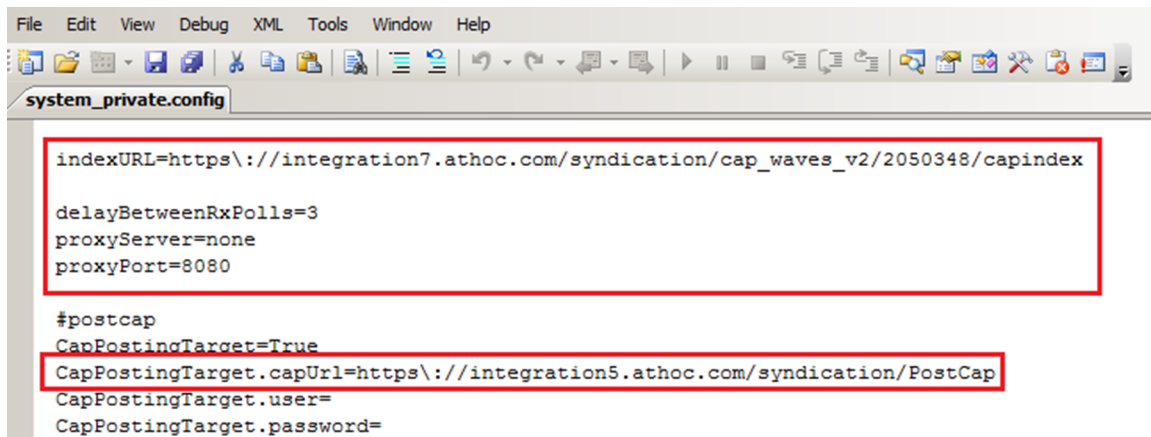 File Edit View Debug XML Tools Window Help
system_private.config
indexURL=https\://integration7.athoc.com/syndication/cap_waves_v2/2050348/capindex
delayBetweenRxPolls=3
proxyServer=none
proxyPort=8080
#postcap
CapPostingTarget=True
CapPostingTarget.capUrl=https\://integration5.athoc.com/syndication/PostCap
CapPostingTarget.user=
CapPostingTarget.password=